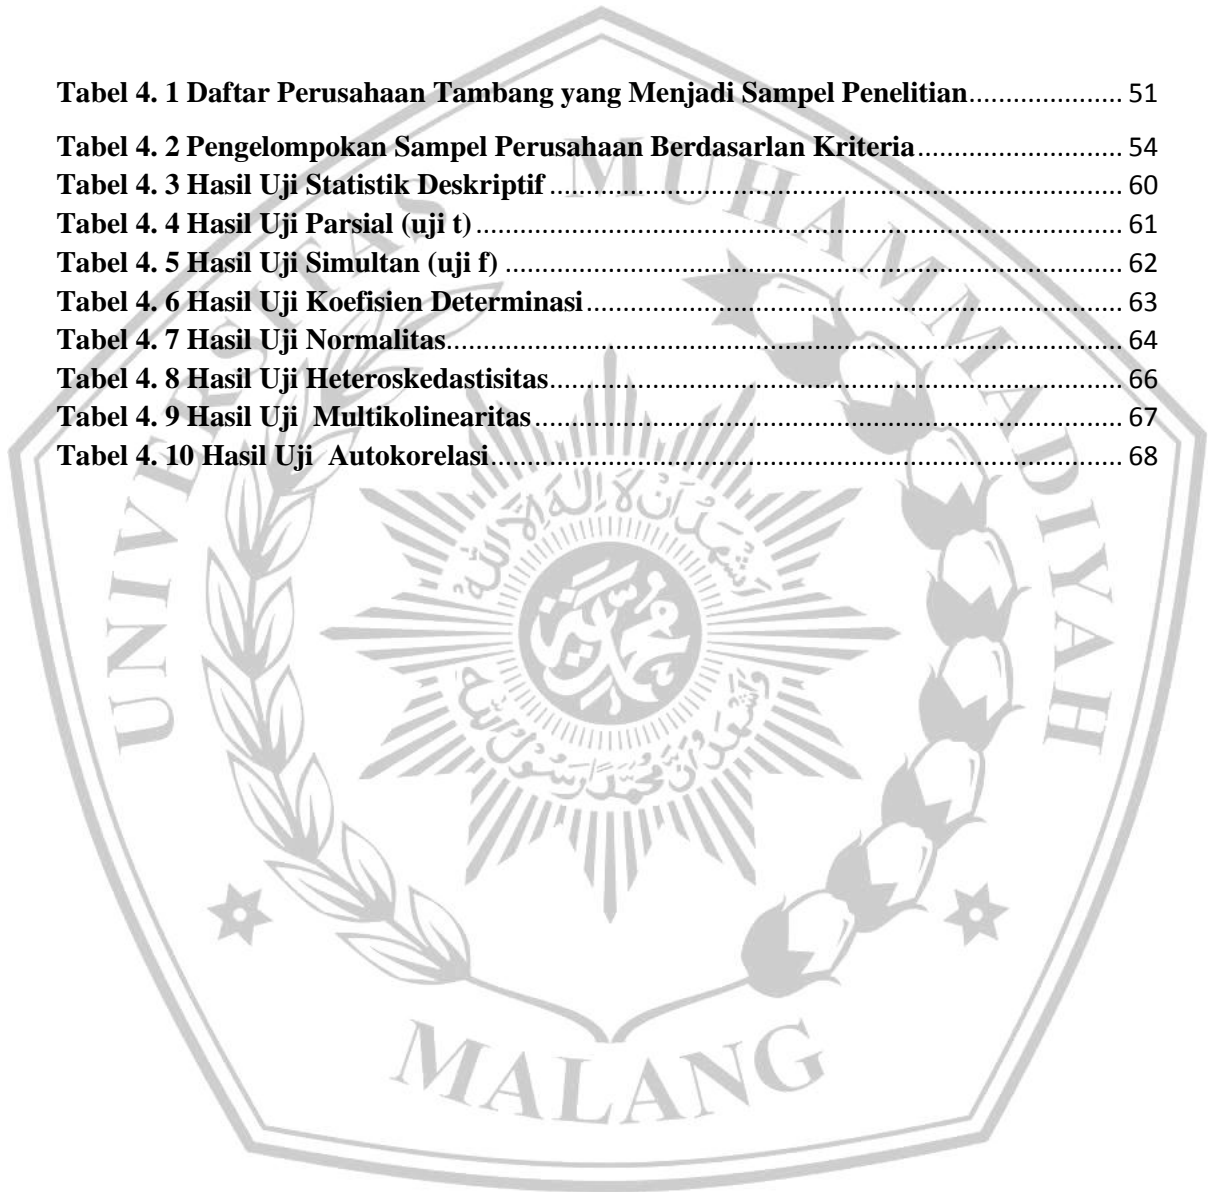 Tabel 4. 1 Daftar Perusahaan Tambang yang Menjadi Sampel Penelitian..................... 51
Tabel 4. 2 Pengelompokan Sampel Perusahaan Berdasarlan Kriteria............................ 54
Tabel 4. 3 Hasil Uji Statistik Deskriptif.............................................................................. 60
Tabel 4. 4 Hasil Uji Parsial (uji t)........................................................................................ 61
Tabel 4. 5 Hasil Uji Simultan (uji f).................................................................................... 62
Tabel 4. 6 Hasil Uji Koefisien Determinasi......................................................................... 63
Tabel 4. 7 Hasil Uji Normalitas............................................................................................ 64
Tabel 4. 8 Hasil Uji Heteroskedastisitas.............................................................................. 66
Tabel 4. 9 Hasil Uji  Multikolinearitas................................................................................ 67
Tabel 4. 10 Hasil Uji  Autokorelasi...................................................................................... 68
UNIVERSITAS MUHAMMADIYAH
MALANG